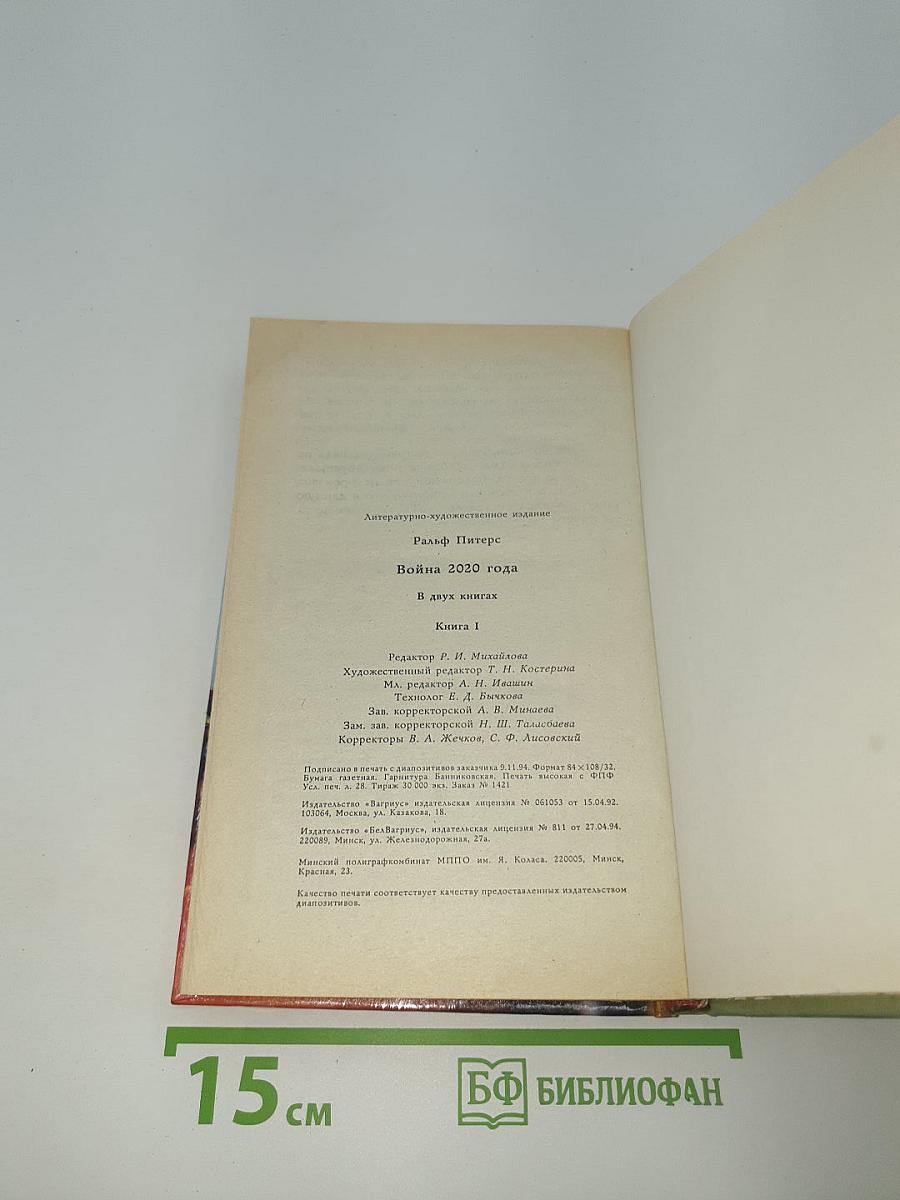 Литературно-художественное издание
Ральф Питерс
Война 2020 года
В двух книгах
Книга I
Редактор Р. И. Михайлова
Художественный редактор Т. Н. Костерина
Мл. редактор А. Н. Ивашин
Технолог Е. Д. Бычкова
Зав. корректорской А. В. Минаева
Зам. зав. корректорской Н. Ш. Таласбаева
Корректоры В. А. Жечков, С. Ф. Лисовский
Подписано в печать с диапозитивов заказчика 9.11.94. Формат 84×108/32.
Бумага газетная. Гарнитура Банниковская, Печать высокая с ФПФ
Усл. печ. л. 28. Тираж 30 000 экз. Заказ № 1421
Издательство «Вагриус» издательская лицензия № 061053 от 15.04.92.
103064, Москва, ул. Казакова, 18.
Издательство «БелВагриус», издательская лицензия № 811 от 27.04.94.
220089, Минск, ул. Железнодорожная, 27а.
Минский полиграфкомбинат МППО им. Я. Коласа. 220005, Минск,
Красная, 23.
Качество печати соответствует качеству предоставленных издательством
диапозитивов.
15 см
БФ БИБЛИОФАН